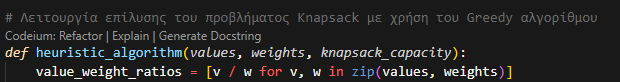 # Λειτουργία επίλυσης του προβλήματος Knapsack με χρήση του Greedy αλγορίθμου
Codeium: Refactor | Explain | Generate Docstring
def heuristic_algorithm(values, weights, knapsack_capacity):
value_weight_ratios = [v / w for v, w in zip(values, weights)]